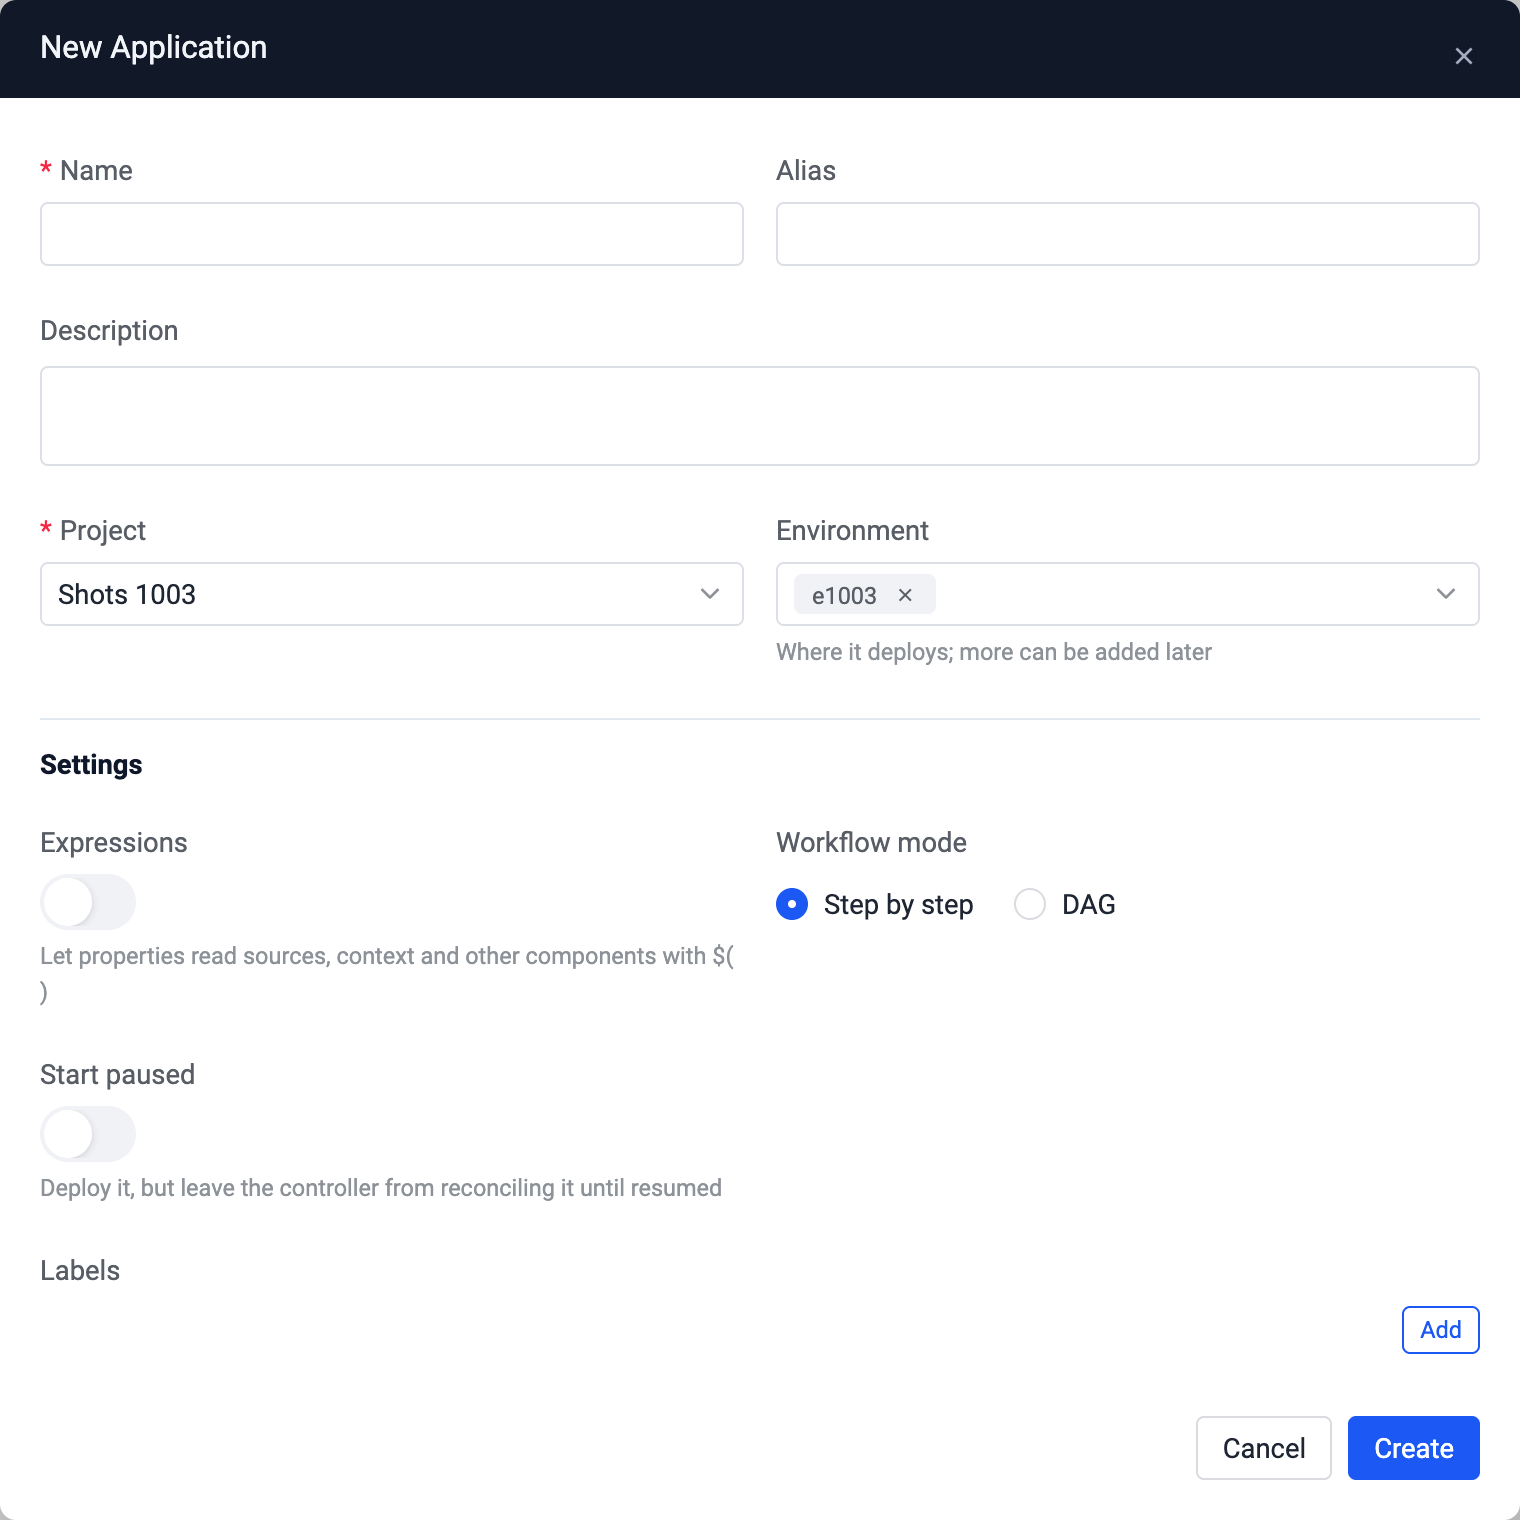 New Application
* Name
Alias
Description
* Project
Environment
Shots 1003
e1003
Where it deploys; more can be added later
Settings
Expressions
Workflow mode
Step by step
DAG
Let properties read sources, context and other components with $(
)
Start paused
Deploy it, but leave the controller from reconciling it until resumed
Labels
Add
Cancel
Create